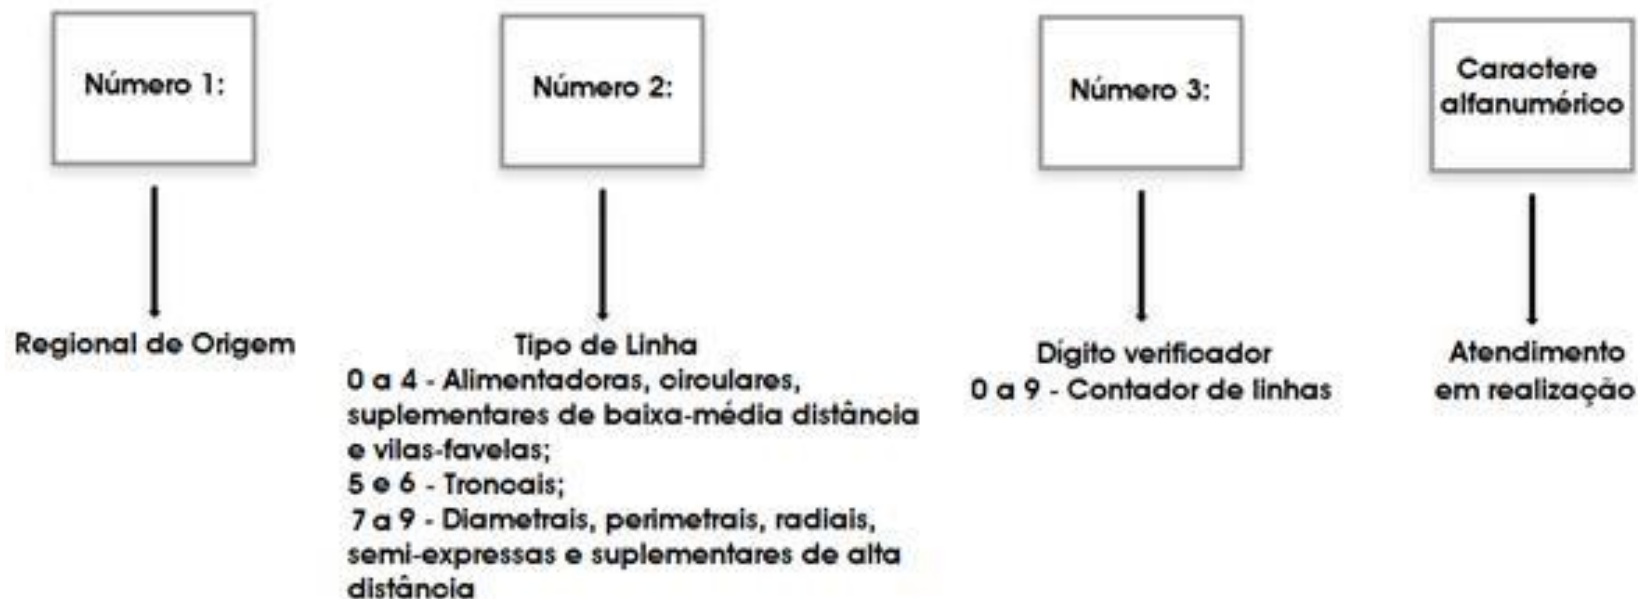 Número 1:
Regional de Origem
Número 2:
Tipo de Linha
0 a 4 - Alimentadoras, circulares,
suplementares de baixa-média distância
e vilas-favelas;
5 e 6 - Troncais;
7 a 9 - Diametrais, perimetrais, radiais,
semi-expressas e suplementares de alta
distância
Número 3:
Dígito verificador
0 a 9 - Contador de linhas
Caractere
alfanumérico
Atendimento
em realização